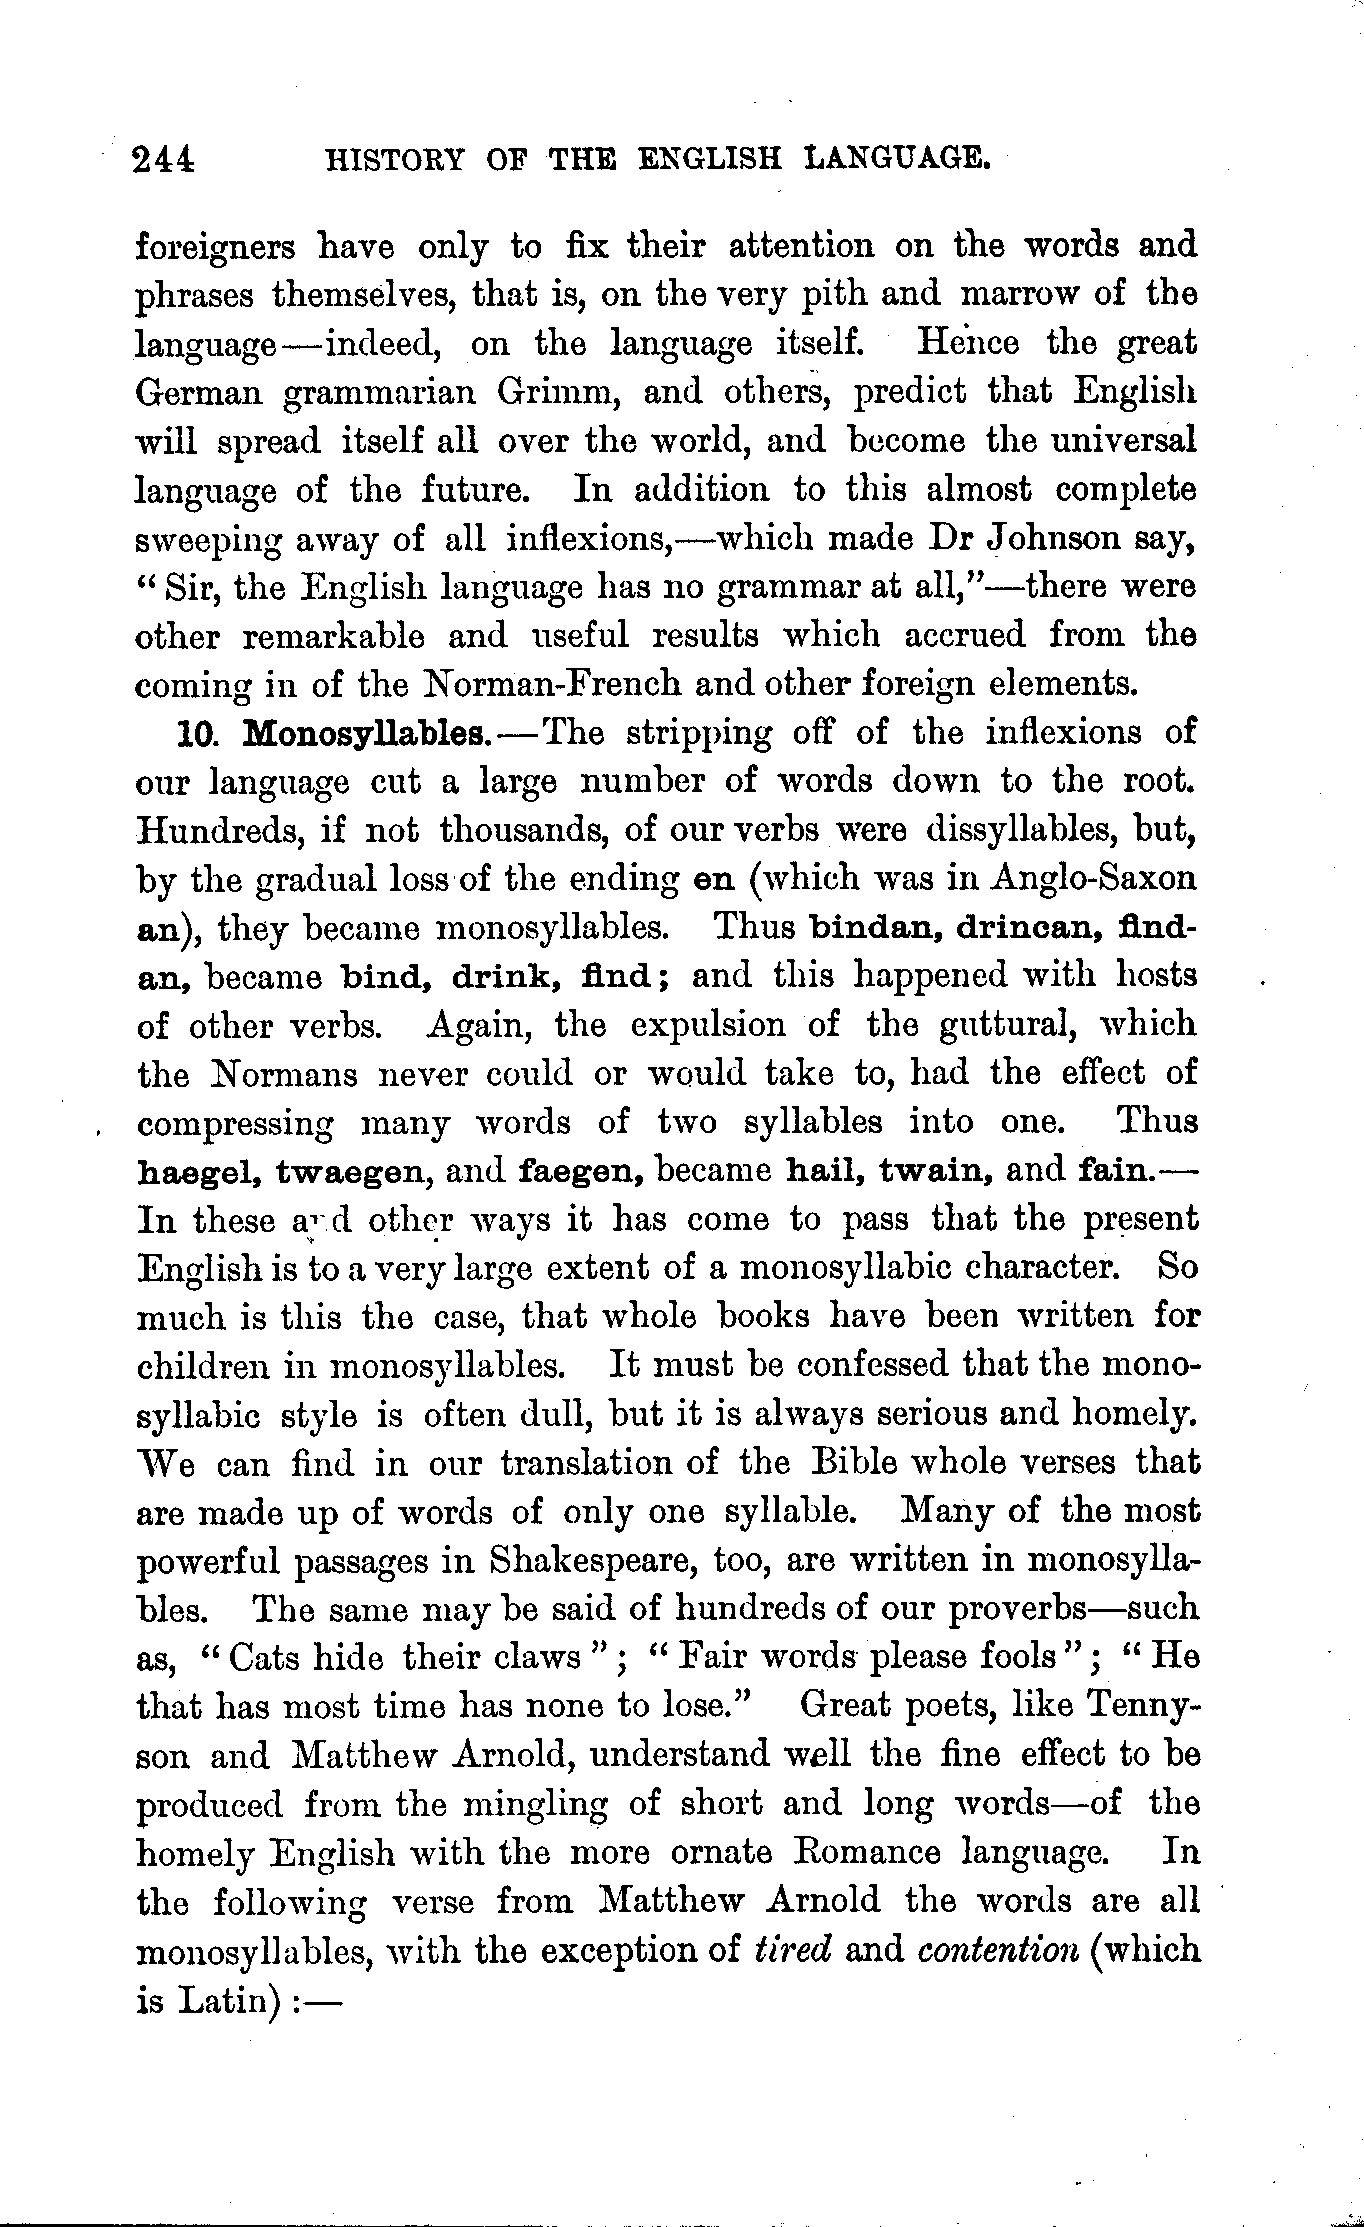 244 HISTORY OF THE ENGLISH LANGUAGE.
foreigners have only to fix their attention on the words and
phrases themselves, that is, on the very pith and marrow of the
language—indeed, on the language itself. Hence the great
German grammarian Grimm, and others, predict that English
will spread itself all over the world, and become the universal
language of the future. In addition to this almost complete
sweeping away of all inflexions,—which made Dr Johnson say,
“Sir, the English language has no grammar at all,”—there were
other remarkable and useful results which accrued from the
coming in of the Norman-French and other foreign elements.
10. Monosyllables.—The stripping off of the inflexions of
our language cut a large number of words down to the root.
Hundreds, if not thousands, of our verbs were dissyllables, but,
by the gradual loss of the ending en (which was in Anglo-Saxon
an), they became monosyllables. Thus bindan, drincan, find-
an, became bind, drink, find; and this happened with hosts
of other verbs. Again, the expulsion of the guttural, which
the Normans never could or would take to, had the effect of
compressing many words of two syllables into one. Thus
haegel, twaegen, and faegen, became hail, twain, and fain.—
In these and other ways it has come to pass that the present
English is to a very large extent of a monosyllabic character. So
much is this the case, that whole books have been written for
children in monosyllables. It must be confessed that the mono-
syllabic style is often dull, but it is always serious and homely.
We can find in our translation of the Bible whole verses that
are made up of words of only one syllable. Many of the most
powerful passages in Shakespeare, too, are written in monosylla-
bles. The same may be said of hundreds of our proverbs—such
as, “Cats hide their claws”; “Fair words please fools”; “He
that has most time has none to lose.” Great poets, like Tenny-
son and Matthew Arnold, understand well the fine effect to be
produced from the mingling of short and long words—of the
homely English with the more ornate Romance language. In
the following verse from Matthew Arnold the words are all
monosyllables, with the exception of tired and contention (which
is Latin) :—